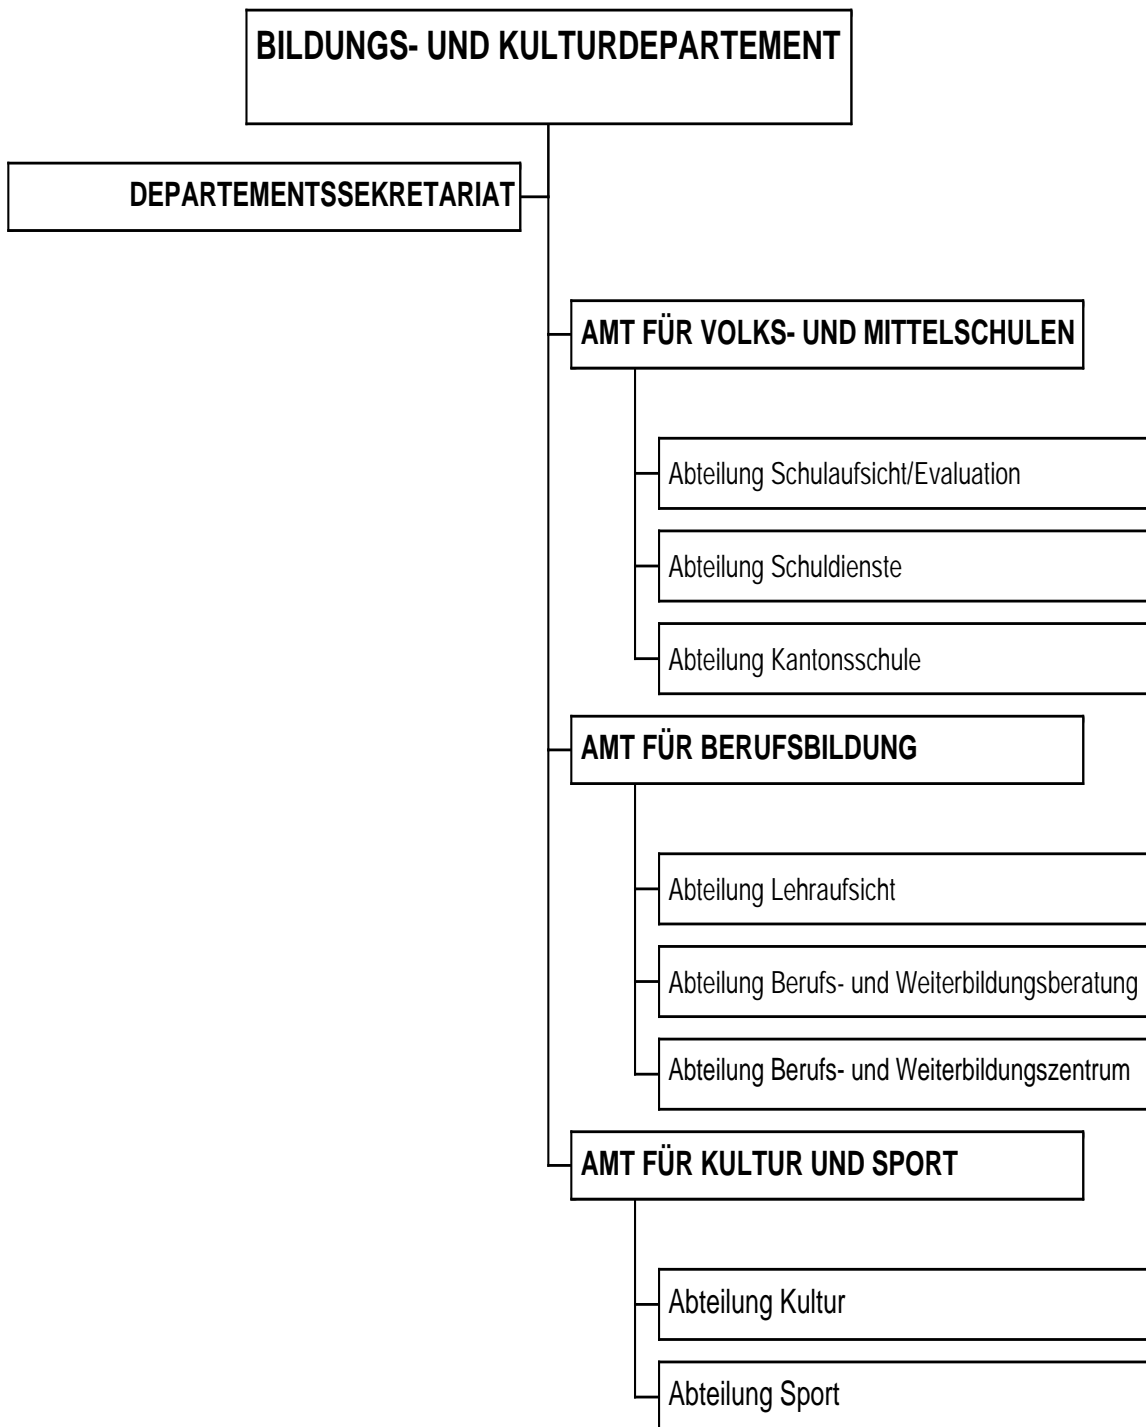 BILDUNGS- UND KULTURDEPARTEMENT
DEPARTEMENTSSEKRETARIAT
AMT FÜR VOLKS- UND MITTELSCHULEN
Abteilung Schulaufsicht/Evaluation
Abteilung Schuldienste
Abteilung Kantonsschule
AMT FÜR BERUFSBILDUNG
Abteilung Lehraufsicht
Abteilung Berufs- und Weiterbildungsberatung
Abteilung Berufs- und Weiterbildungszentrum
AMT FÜR KULTUR UND SPORT
Abteilung Kultur
Abteilung Sport